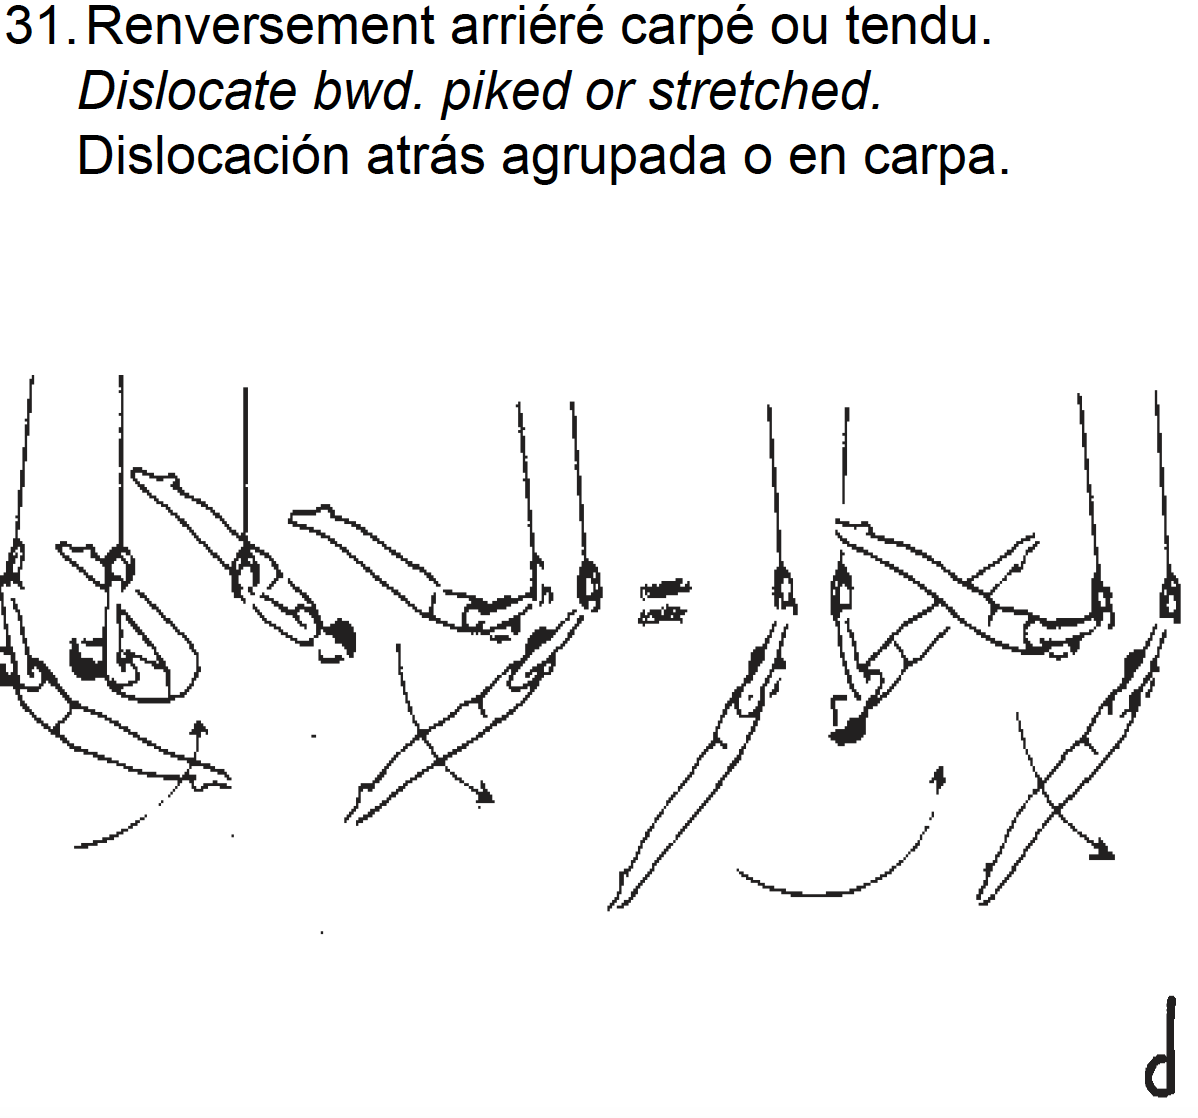 31. Renversement arriéré carpé ou tendu.
Dislocate bwd. piked or stretched.
Dislocación atrás agrupada o en carpa.
=
d